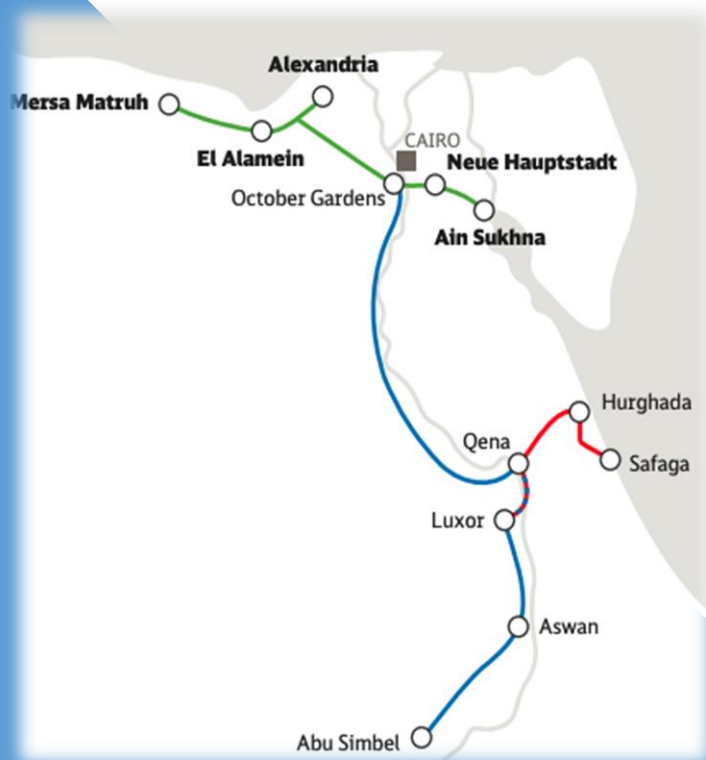 Alexandria
Mersa Matruh
El Alamein
CAIRO
Neue Hauptstadt
October Gardens
Ain Sukhna
Hurghada
Qena
Safaga
Luxor
Aswan
Abu Simbel